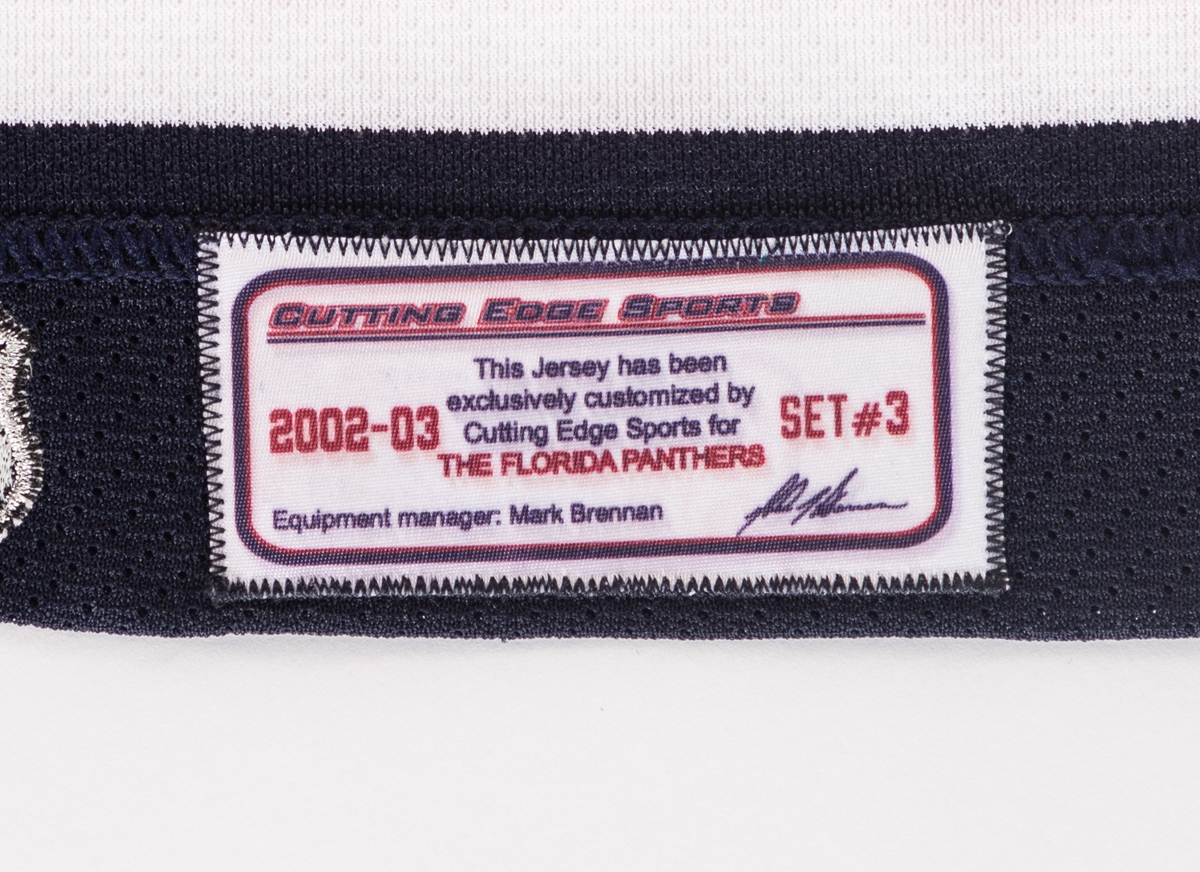 CUTTING EDGE SPORTS
This Jersey has been
exclusively customized by
2002-03
Cutting Edge Sports for
SET #3
THE FLORIDA PANTHERS
Equipment manager: Mark Brennan